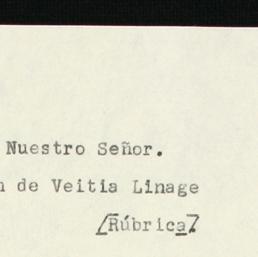 Nuestro Señor.
de Veitia Linage
[Rúbrica]